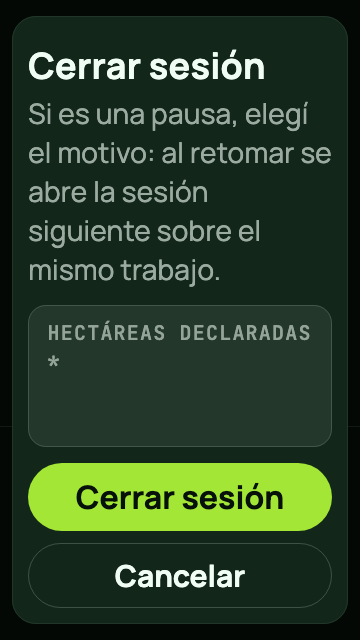 Cerrar sesión
Si es una pausa, elegí
el motivo: al retomar se
abre la sesión
siguiente sobre el
mismo trabajo.
HECTÁREAS DECLARADAS
*
Cerrar sesión
Cancelar